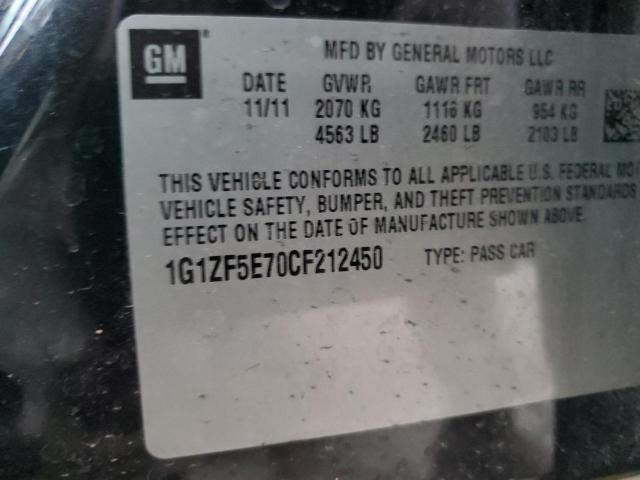 GM
MFD BY GENERAL MOTORS LLC
DATE GVWR GAWR FRT GAWR RR
11/11 2070 KG 1116 KG 954 KG
4563 LB 2460 LB 2103 LB
THIS VEHICLE CONFORMS TO ALL APPLICABLE U.S. FEDERAL
VEHICLE SAFETY, BUMPER, AND THEFT PREVENTION STANDARDS
EFFECT ON THE DATE OF MANUFACTURE SHOWN ABOVE.
1G1ZF5E70CF212450 TYPE: PASS CAR